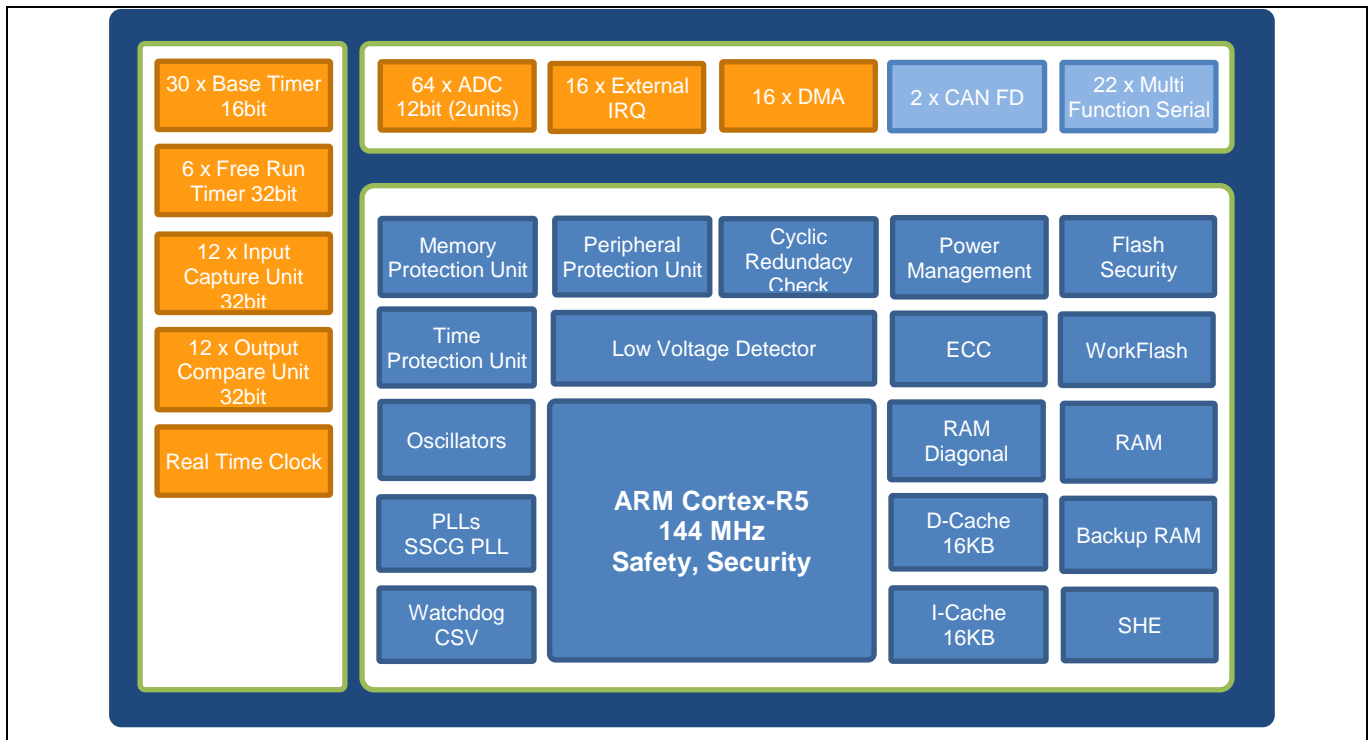 30 x Base Timer
16bit
6 x Free Run
Timer 32bit
12 x Input
Capture Unit
32bit
12 x Output
Compare Unit
32bit
Real Time Clock
64 x ADC
12bit (2units)
16 x External
IRQ
16 x DMA
2 x CAN FD
22 x Multi
Function Serial
Memory
Protection Unit
Peripheral
Protection Unit
Cyclic
Redundacy
Check
Power
Management
Flash
Security
Time
Protection Unit
Low Voltage Detector
ECC
WorkFlash
Oscillators
ARM Cortex-R5
144 MHz
Safety, Security
RAM
Diagonal
RAM
PLLs
SSCG PLL
D-Cache
16KB
Backup RAM
Watchdog
CSV
I-Cache
16KB
SHE